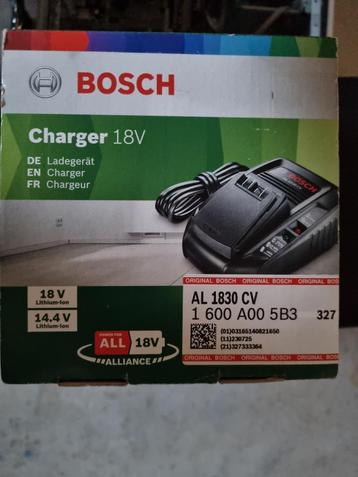 BOSCH
Charger 18V
DE Ladegerät
EN Charger
FR Chargeur
BOSCH
18 V
Lithium-Ion
14.4 V
Lithium-Ion
POWER FOR
ALL 18V
ALLIANCE
ORIGINAL BOSCH ORIGINAL BOSCH ORIGINAL BOSCH
AL 1830 CV
1 600 A00 5B3 327
(01)03165140821650
(11)230725
(21)327333364
ORIGINAL BOSCH ORIGINAL BOSCH ORIGINAL BOSCH